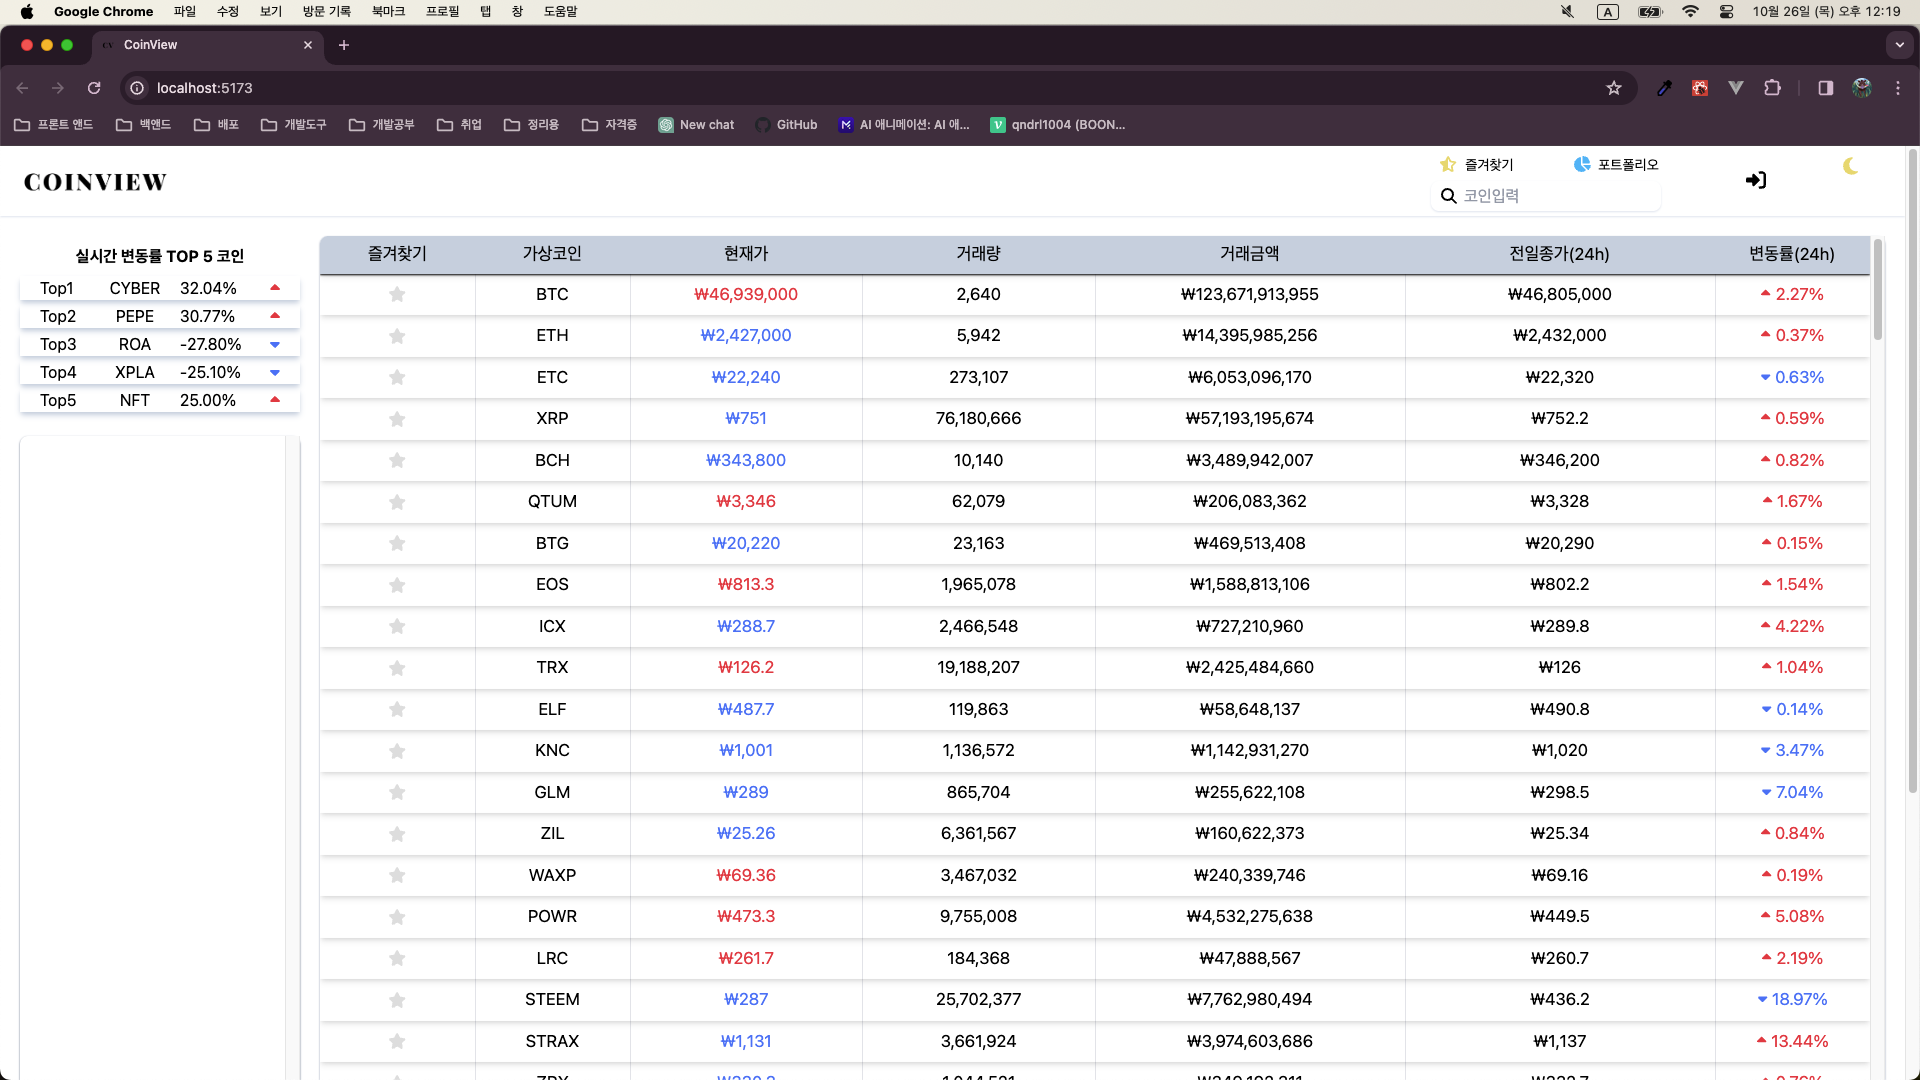 Google Chrome 파일 수정 보기 방문 기록 북마크 프로필 탭 창 도움말 A 10월 26일 (목) 오후 12:19
CV CoinView
localhost:5173
프론트 앤드 백앤드 배포 개발도구 개발공부 취업 정리용 자격증 New chat GitHub AI 애니메이션: AI 애... qndrl1004 (BOON...
COINVIEW
즐겨찾기 포트폴리오
코인입력
실시간 변동률 TOP 5 코인
Top1 CYBER 32.04%
Top2 PEPE 30.77%
Top3 ROA -27.80%
Top4 XPLA -25.10%
Top5 NFT 25.00%
즐겨찾기 가상코인 현재가 거래량 거래금액 전일종가(24h) 변동률(24h)
BTC ₩46,939,000 2,640 ₩123,671,913,955 ₩46,805,000 2.27%
ETH ₩2,427,000 5,942 ₩14,395,985,256 ₩2,432,000 0.37%
ETC ₩22,240 273,107 ₩6,053,096,170 ₩22,320 0.63%
XRP ₩751 76,180,666 ₩57,193,195,674 ₩752.2 0.59%
BCH ₩343,800 10,140 ₩3,489,942,007 ₩346,200 0.82%
QTUM ₩3,346 62,079 ₩206,083,362 ₩3,328 1.67%
BTG ₩20,220 23,163 ₩469,513,408 ₩20,290 0.15%
EOS ₩813.3 1,965,078 ₩1,588,813,106 ₩802.2 1.54%
ICX ₩288.7 2,466,548 ₩727,210,960 ₩289.8 4.22%
TRX ₩126.2 19,188,207 ₩2,425,484,660 ₩126 1.04%
ELF ₩487.7 119,863 ₩58,648,137 ₩490.8 0.14%
KNC ₩1,001 1,136,572 ₩1,142,931,270 ₩1,020 3.47%
GLM ₩289 865,704 ₩255,622,108 ₩298.5 7.04%
ZIL ₩25.26 6,361,567 ₩160,622,373 ₩25.34 0.84%
WAXP ₩69.36 3,467,032 ₩240,339,746 ₩69.16 0.19%
POWR ₩473.3 9,755,008 ₩4,532,275,638 ₩449.5 5.08%
LRC ₩261.7 184,368 ₩47,888,567 ₩260.7 2.19%
STEEM ₩287 25,702,377 ₩7,762,980,494 ₩436.2 18.97%
STRAX ₩1,131 3,661,924 ₩3,974,603,686 ₩1,137 13.44%